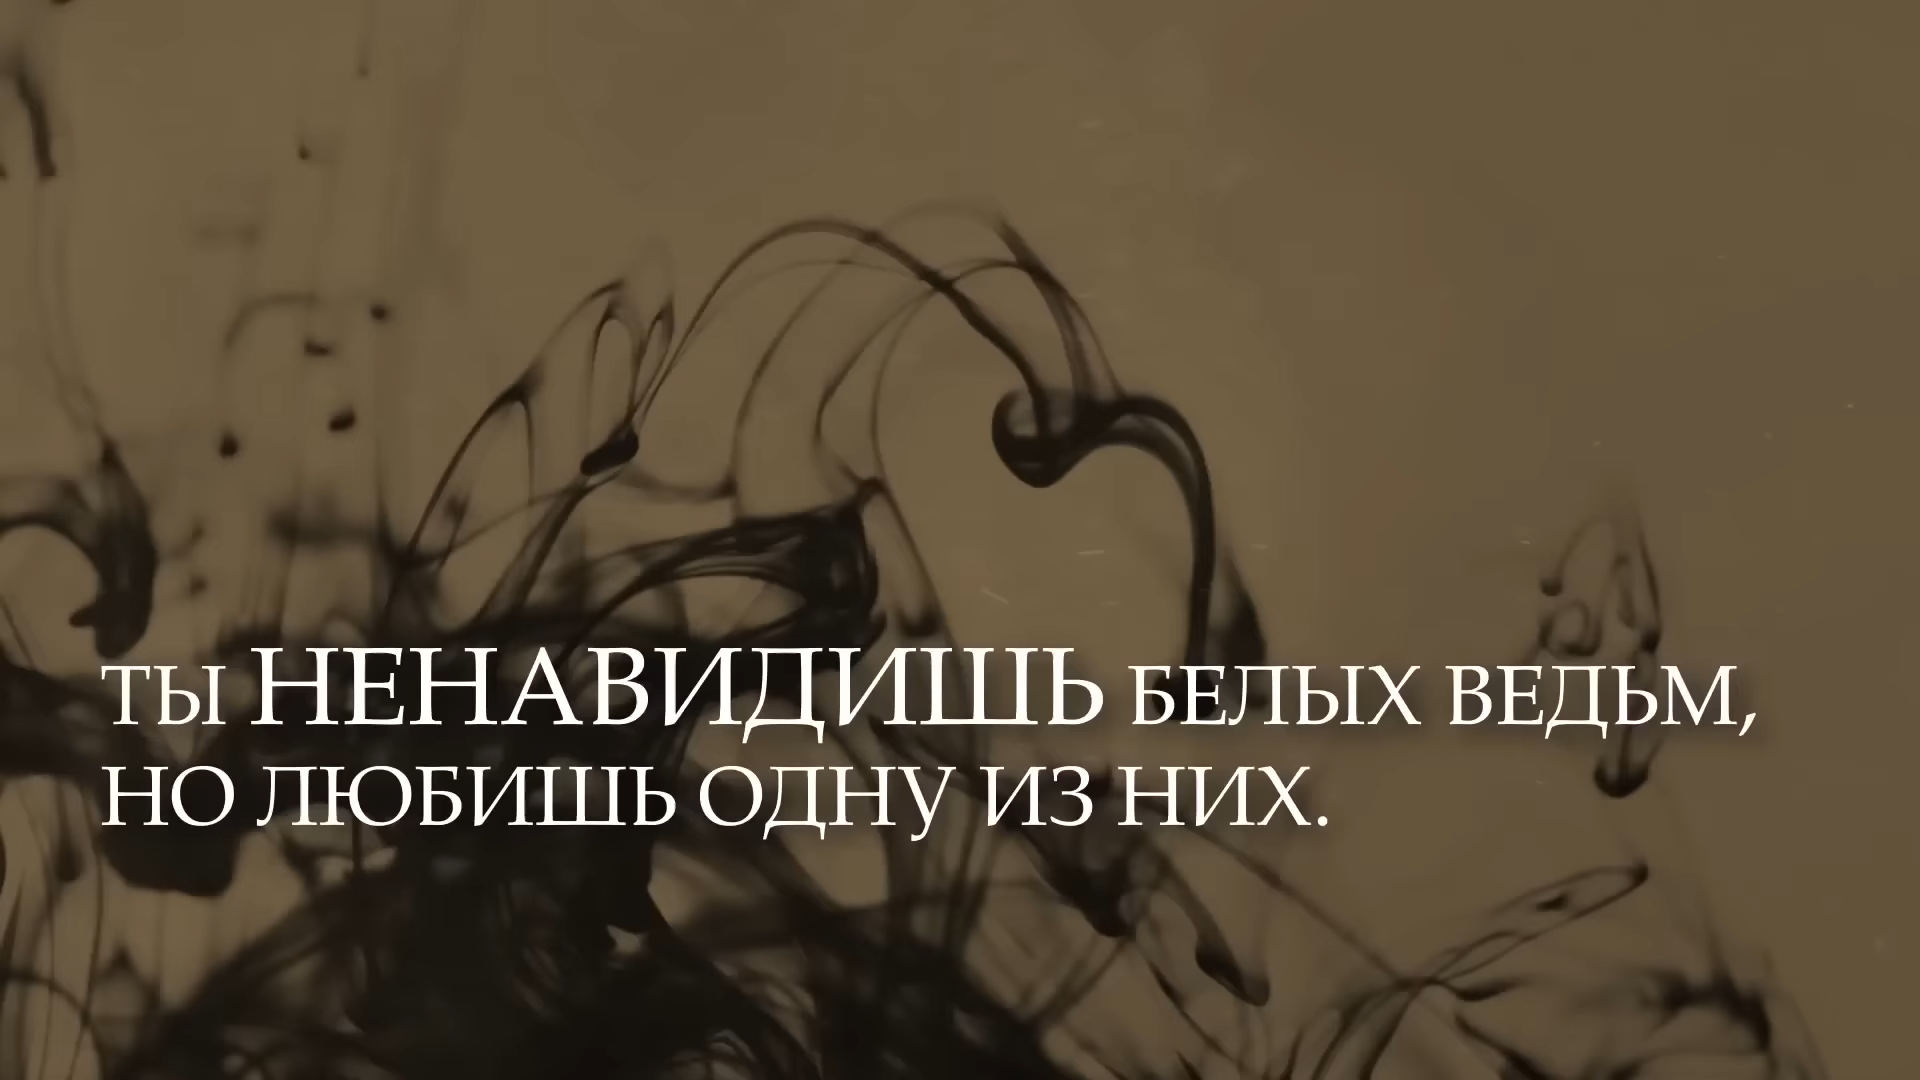 ТЫ НЕНАВИДИШЬ БЕЛЫХ ВЕДЬМ,
НО ЛЮБИШЬ ОДНУ ИЗ НИХ.